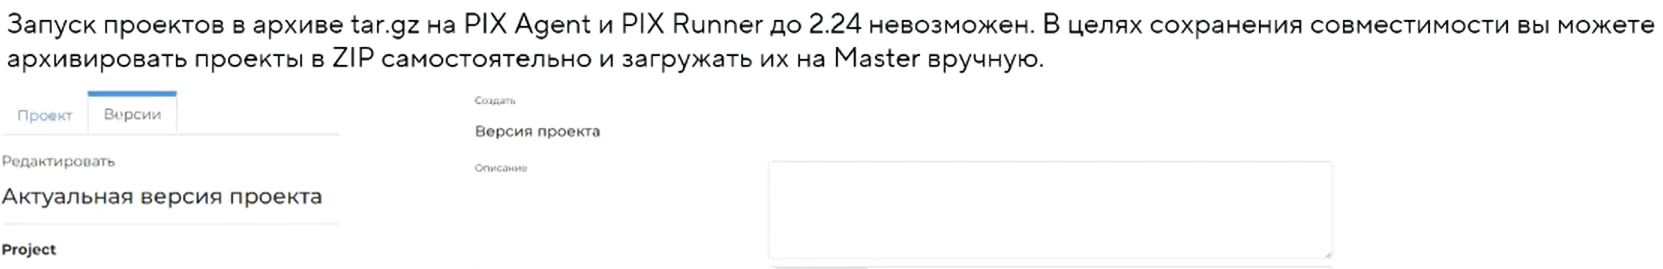 Запуск проектов в архиве tar.gz на PIX Agent и PIX Runner до 2.24 невозможен. В целях сохранения совместимости вы можете
архивировать проекты в ZIP самостоятельно и загружать их на Master вручную.
Проект
Версии
Редактировать
Актуальная версия проекта
Project
Создать
Версия проекта
Описание